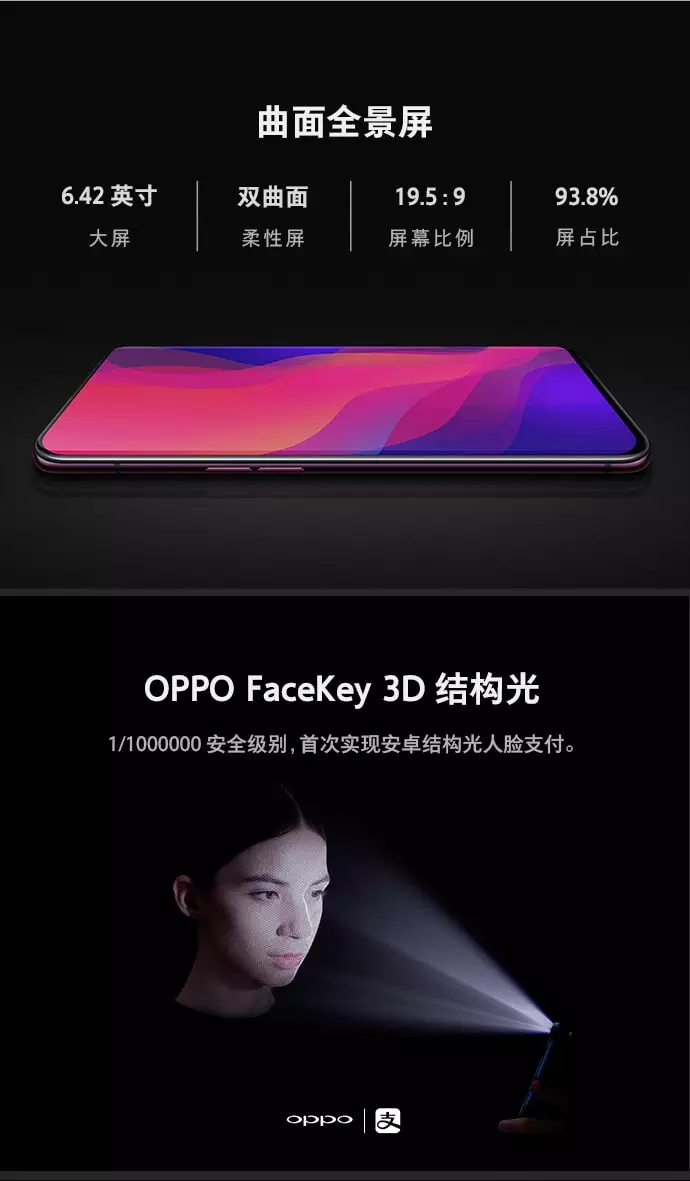 曲面全景屏
6.42 英寸 双曲面 19.5 : 9 93.8%
大屏 柔性屏 屏幕比例 屏占比
OPPO FaceKey 3D 结构光
1/1000000 安全级别,首次实现安卓结构光人脸支付。
oppo 支